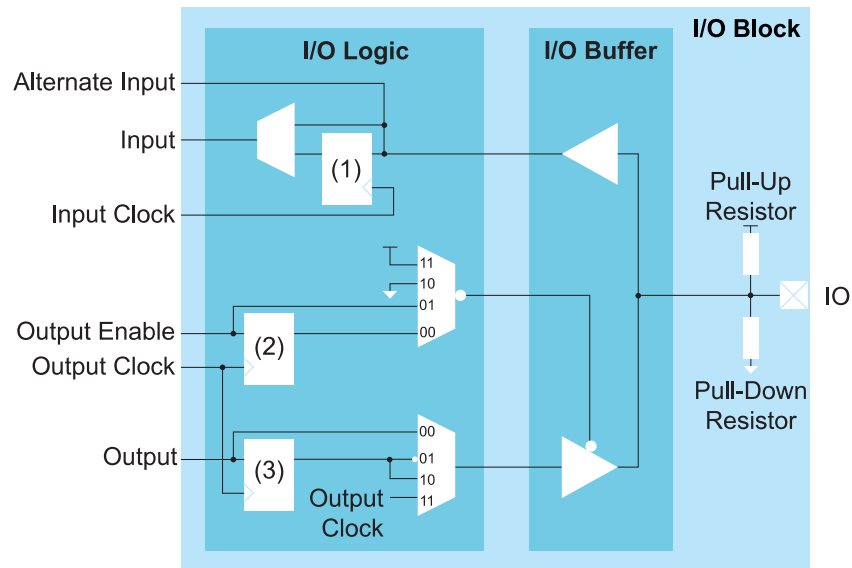 I/O Block
I/O Logic
I/O Buffer
Alternate Input
Input
(1)
Input Clock
Pull-Up
Resistor
11
10
01
00
IO
Output Enable
(2)
Output Clock
Pull-Down
Resistor
00
Output
(3)
01
10
11
Output
Clock